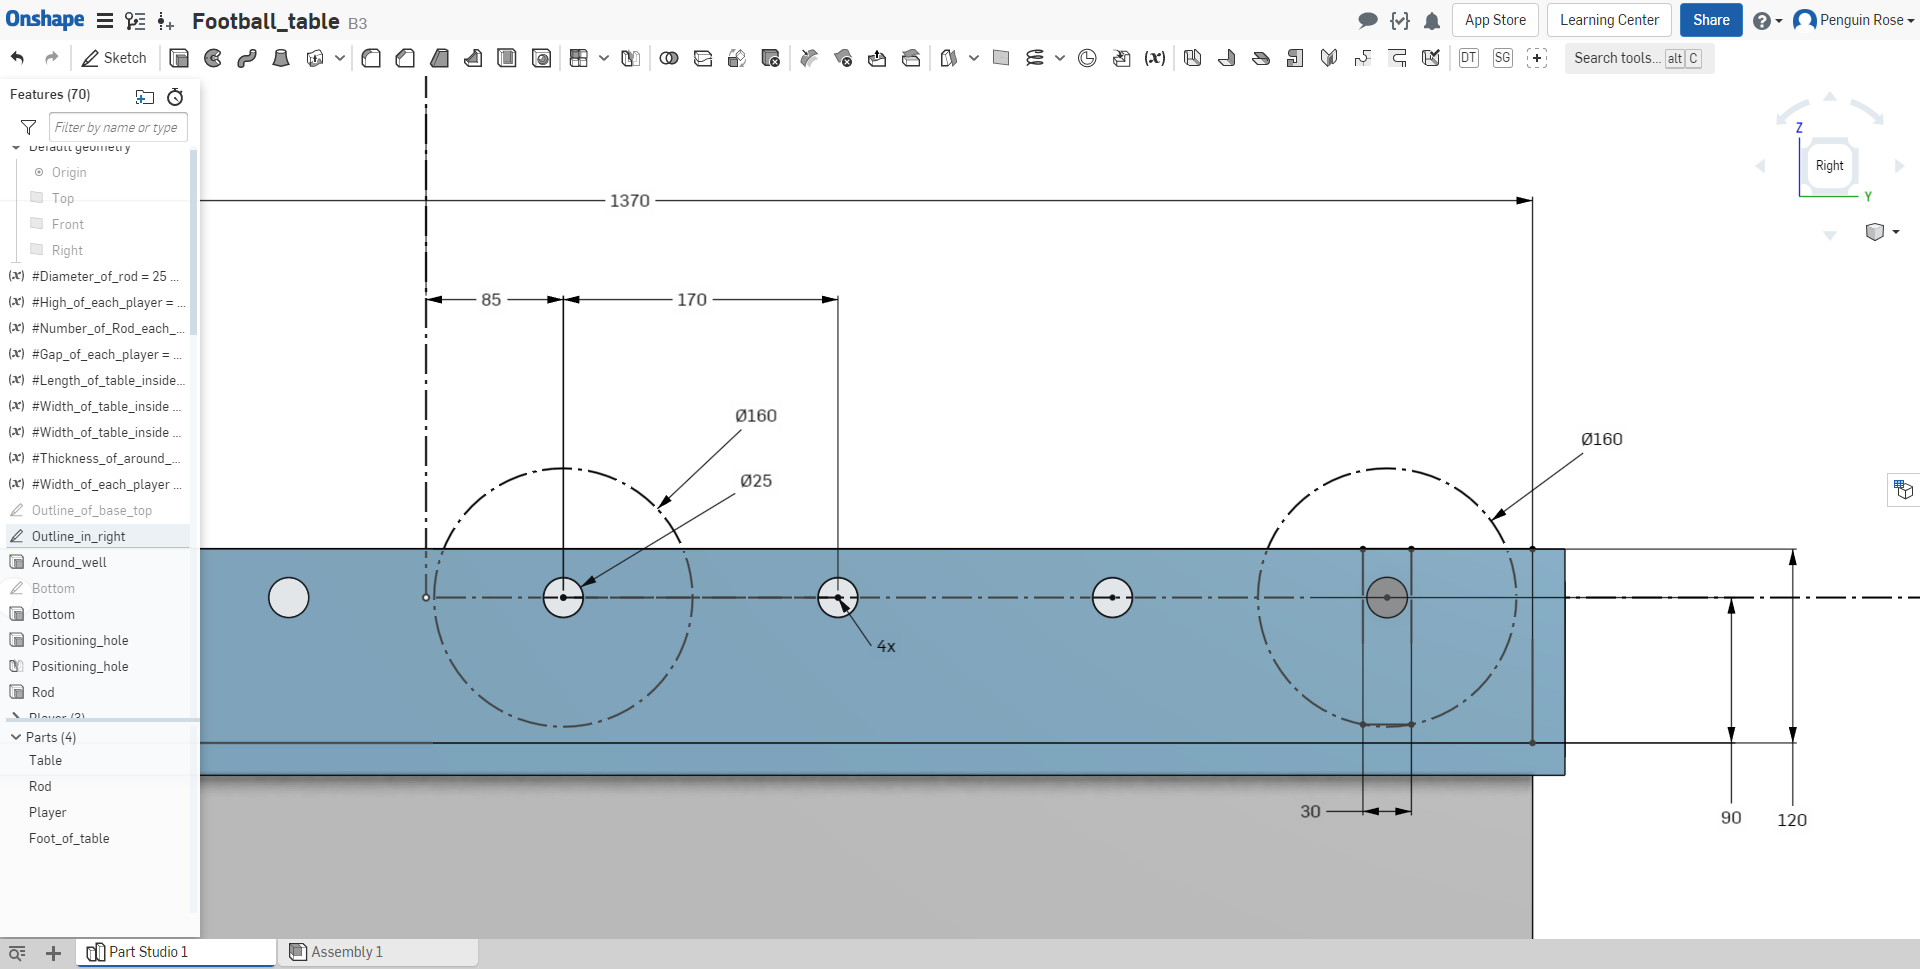 Onshape
Football_table B3
App Store
Learning Center
Share
Penguin Rose
Sketch
(x)
DT
SG
Search tools... alt C
Features (70)
Filter by name or type
Default geometry
Origin
Top
Front
Right
(x) #Diameter_of_rod = 25 ...
(x) #High_of_each_player = ...
(x) #Number_of_Rod_each_...
(x) #Gap_of_each_player = ...
(x) #Length_of_table_inside...
(x) #Width_of_table_inside ...
(x) #Width_of_table_inside ...
(x) #Thickness_of_around_...
(x) #Width_of_each_player ...
Outline_of_base_top
Outline_in_right
Around_well
Bottom
Bottom
Positioning_hole
Positioning_hole
Rod
Player (3)
Parts (4)
Table
Rod
Player
Foot_of_table
1370
85
170
Ø160
Ø25
Ø160
4x
30
90
120
Z
Right
Y
Part Studio 1
Assembly 1